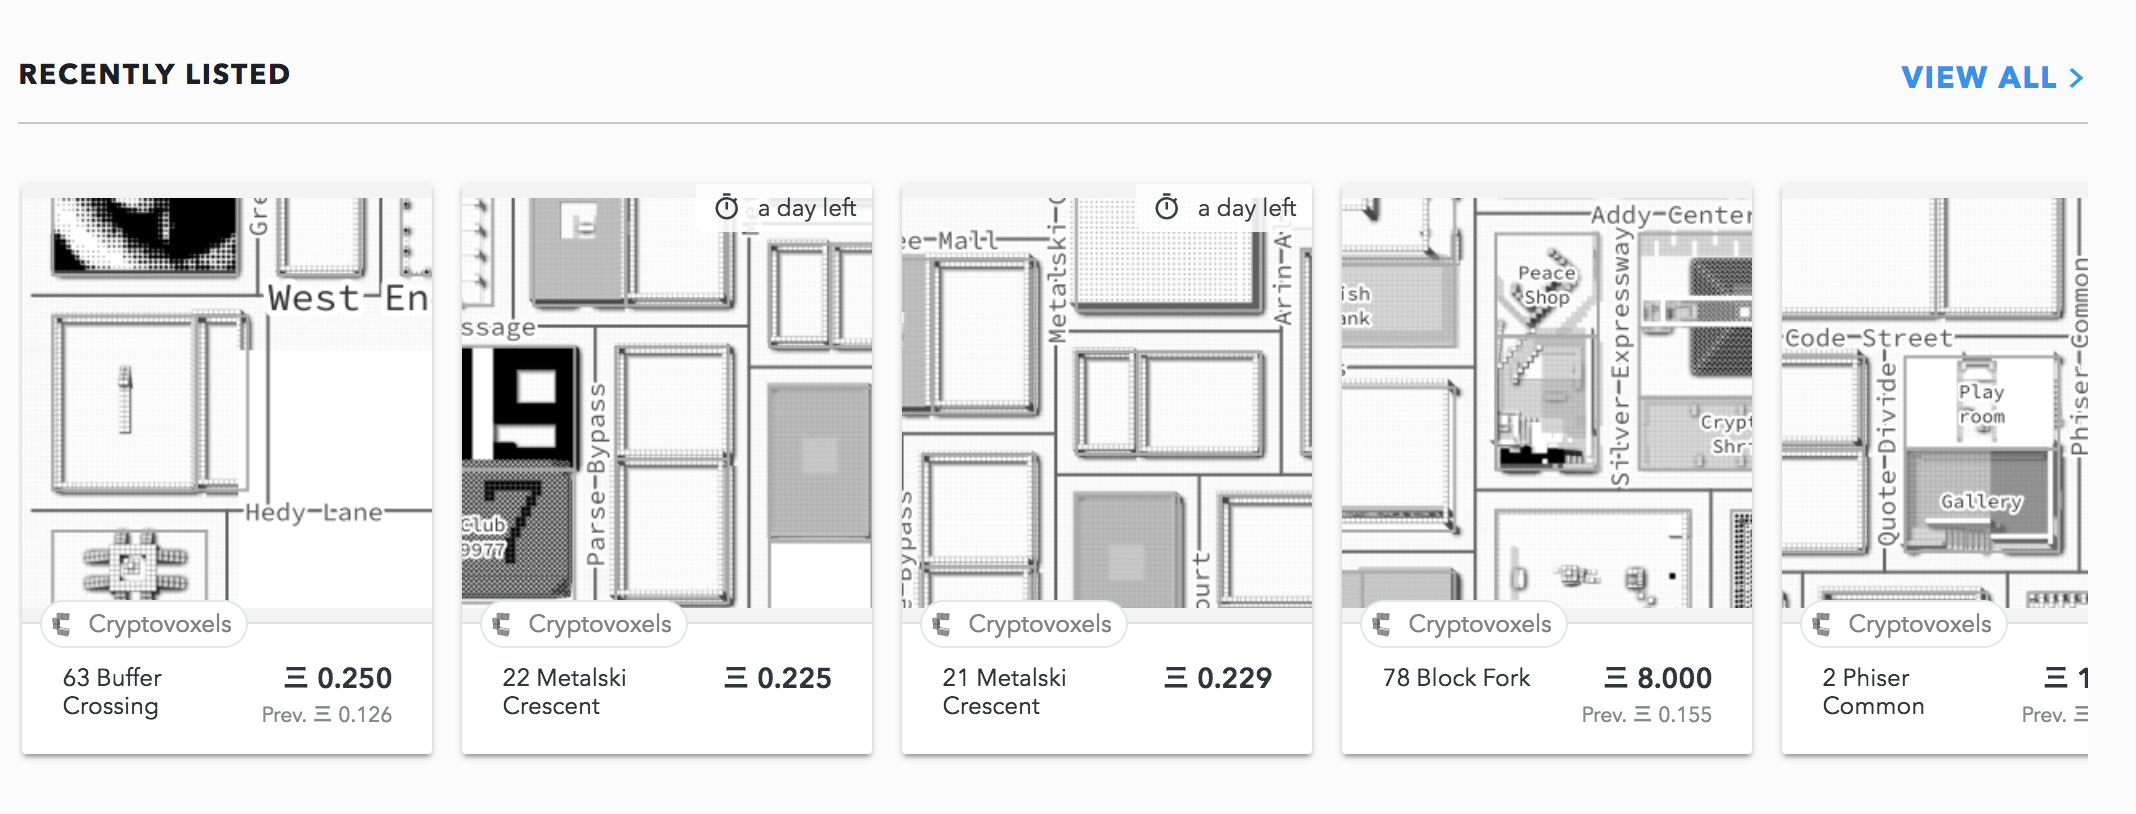 RECENTLY LISTED
VIEW ALL >
Gre
West En
Hedy Lane
Cryptovoxels
63 Buffer
Crossing
Ξ 0.250
Prev. Ξ 0.126
a day left
ssage
Parse-Bypass
Club
9977
7
Cryptovoxels
22 Metalski
Crescent
Ξ 0.225
a day left
ee-Mall
Metalski-C
Arin-A
e-Bypass
ourt
Cryptovoxels
21 Metalski
Crescent
Ξ 0.229
Addy-Center
Peace
Shop
ish
ank
Silver-Expressway
Crypt
Shr
Cryptovoxels
78 Block Fork
Ξ 8.000
Prev. Ξ 0.155
Code-Street
Phiser-Common
Quote-Divider
Play
room
Gallery
Cryptovoxels
2 Phiser
Common
Ξ 1
Prev. Ξ